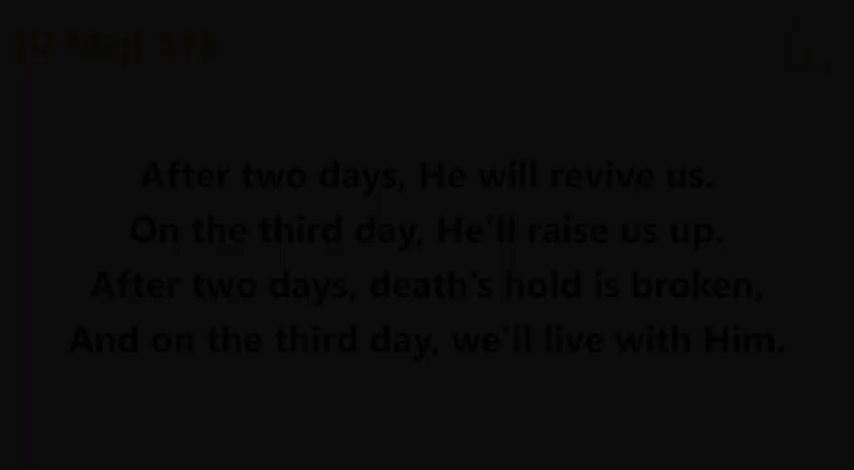 After two days, He will revive us.
On the third day, He'll raise us up.
After two days, death's hold is broken,
And on the third day, we'll live with Him.